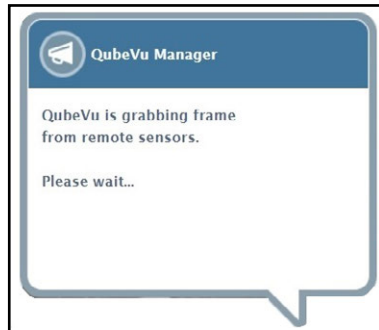 QubeVu Manager
QubeVu is grabbing frame
from remote sensors.
Please wait...